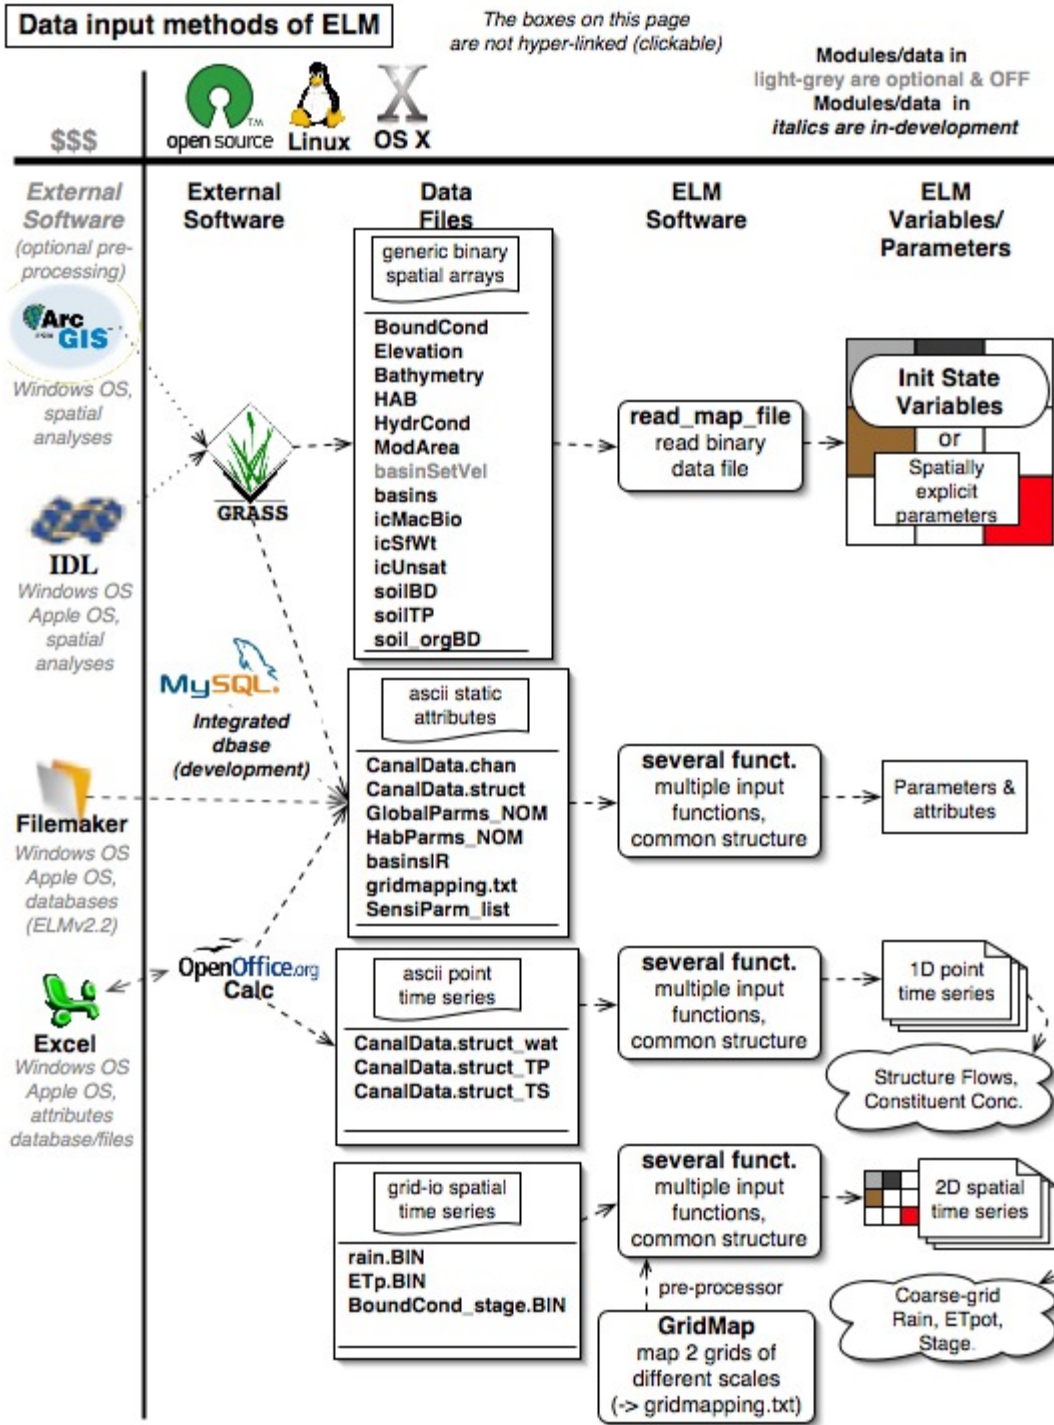 Data input methods of ELM
The boxes on this page
are not hyper-linked (clickable)
Modules/data in
light-grey are optional & OFF
Modules/data in
italics are in-development
$$$
open source
TM
Linux
OS X
External
Software
(optional pre-
processing)
External
Software
Data
Files
ELM
Software
ELM
Variables/
Parameters
Arc
GIS
Windows OS,
spatial
analyses
IDL
Windows OS
Apple OS,
spatial
analyses
Filemaker
Windows OS
Apple OS,
databases
(ELMv2.2)
Excel
Windows OS
Apple OS,
attributes
database/files
GRASS
MySQL.
Integrated
dbase
(development)
OpenOffice.org
Calc
generic binary
spatial arrays
BoundCond
Elevation
Bathymetry
HAB
HydrCond
ModArea
basinSetVel
basins
icMacBio
icSfWt
icUnsat
soilBD
soilTP
soil_orgBD
read_map_file
read binary
data file
Init State
Variables
or
Spatially
explicit
parameters
ascii static
attributes
CanalData.chan
CanalData.struct
GlobalParms_NOM
HabParms_NOM
basinsIR
gridmapping.txt
SensiParm_list
several funct.
multiple input
functions,
common structure
Parameters &
attributes
ascii point
time series
CanalData.struct_wat
CanalData.struct_TP
CanalData.struct_TS
several funct.
multiple input
functions,
common structure
1D point
time series
Structure Flows,
Constituent Conc.
grid-io spatial
time series
rain.BIN
ETp.BIN
BoundCond_stage.BIN
several funct.
multiple input
functions,
common structure
2D spatial
time series
pre-processor
GridMap
map 2 grids of
different scales
(-> gridmapping.txt)
Coarse-grid
Rain, ETpot,
Stage.